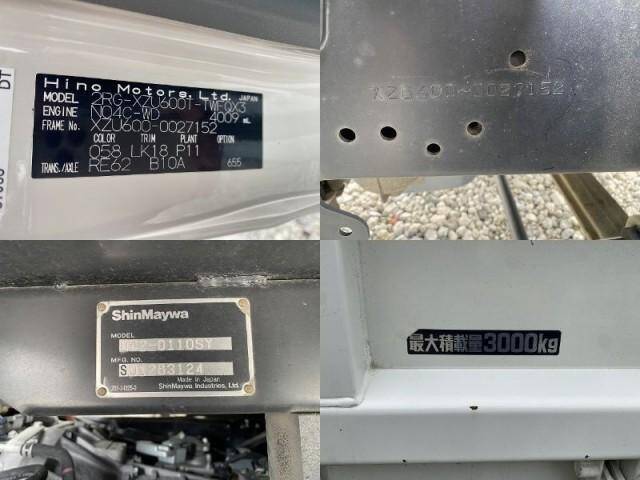 Hino Motors, Ltd. JAPAN
MODEL 2RG-XZU600T-TWFQX3
ENGINE N04C-WD 4009 mL
FRAME No. XZU600-0027152
COLOR TRIM PLANT OPTION
058 LK18 P11
TRANS./AXLE RE62 B10A 655
XZU600-0027152
ShinMaywa
MODEL
MFG. NO.
Made in Japan
ShinMaywa Industries, Ltd.
最大積載量3000kg